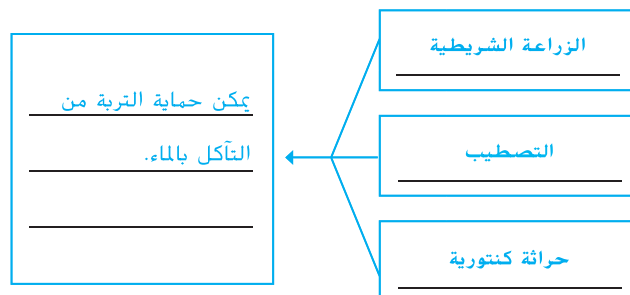 الزراعة الشريطية
التصطيب
حراثة كنتورية
يمكن حماية التربة من
التآكل بالماء.